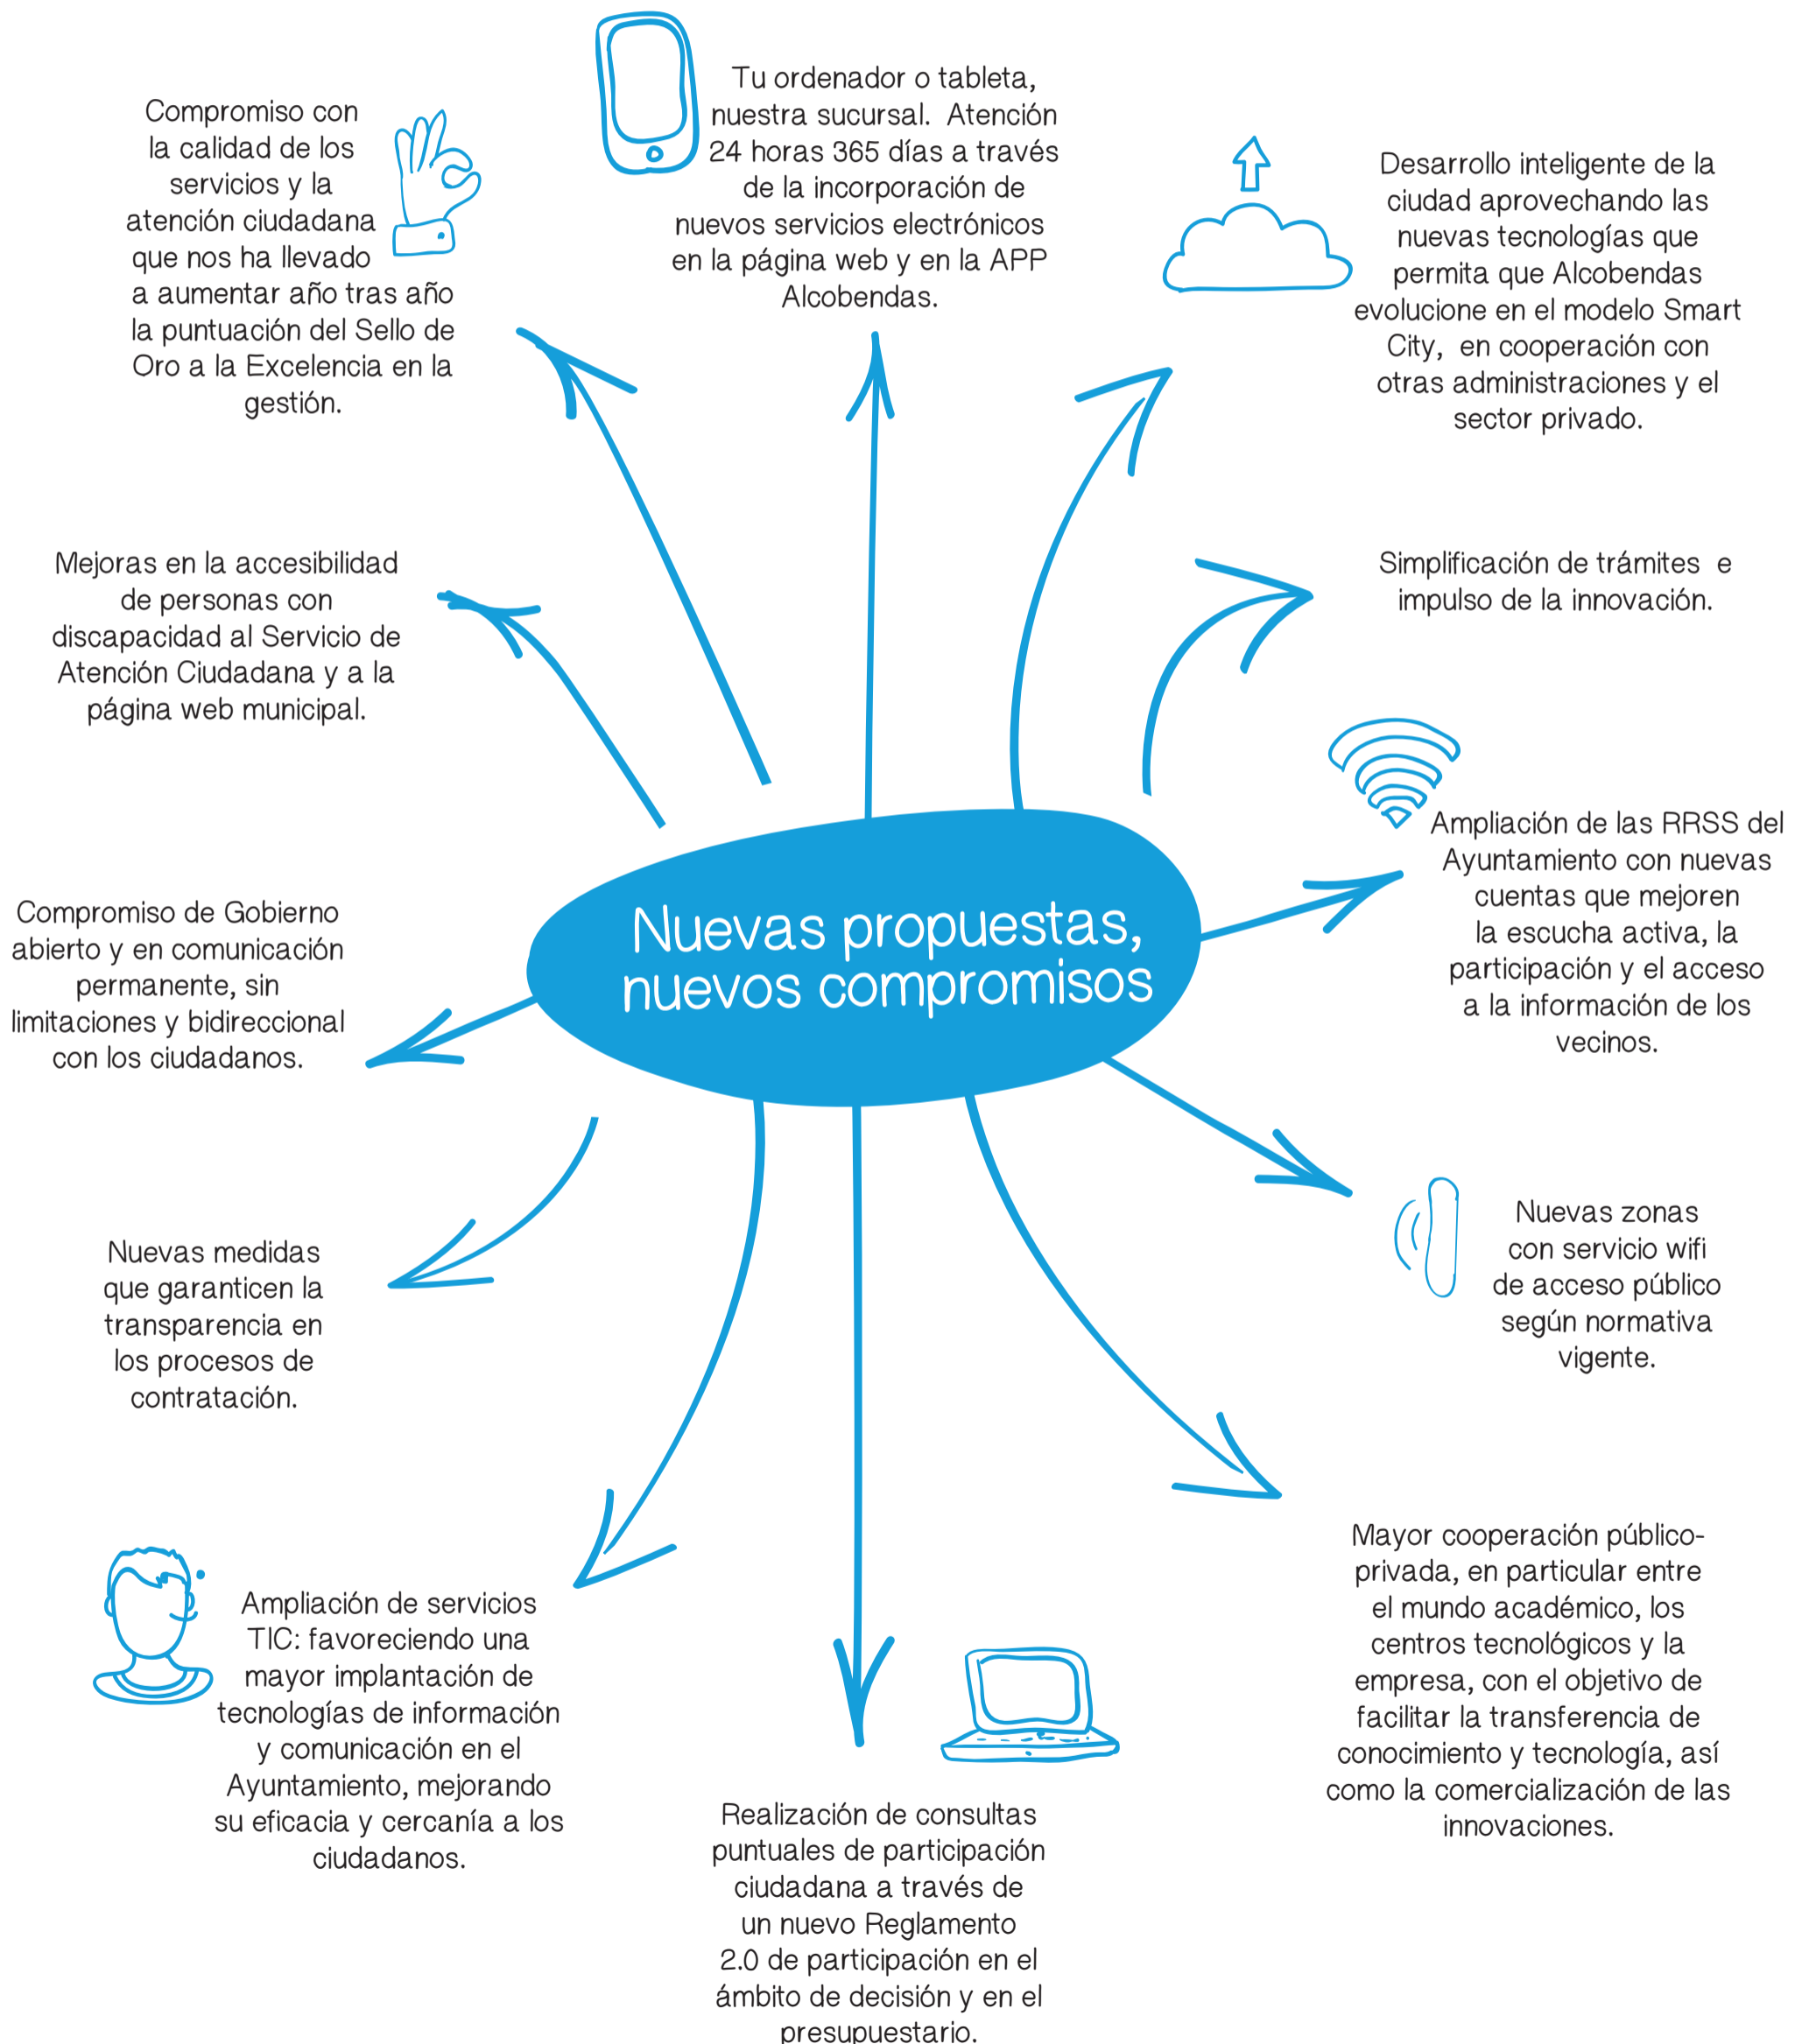 Compromiso con
la calidad de los
servicios y la
atención ciudadana
que nos ha llevado
a aumentar año tras año
la puntuación del Sello de
Oro a la Excelencia en la
gestión.
Tu ordenador o tableta,
nuestra sucursal. Atención
24 horas 365 días a través
de la incorporación de
nuevos servicios electrónicos
en la página web y en la APP
Alcobendas.
Desarrollo inteligente de la
ciudad aprovechando las
nuevas tecnologías que
permita que Alcobendas
evolucione en el modelo Smart
City, en cooperación con
otras administraciones y el
sector privado.
Mejoras en la accesibilidad
de personas con
discapacidad al Servicio de
Atención Ciudadana y a la
página web municipal.
Simplificación de trámites e
impulso de la innovación.
Ampliación de las RRSS del
Ayuntamiento con nuevas
cuentas que mejoren
la escucha activa, la
participación y el acceso
a la información de los
vecinos.
Nuevas propuestas,
nuevos compromisos
Compromiso de Gobierno
abierto y en comunicación
permanente, sin
limitaciones y bidireccional
con los ciudadanos.
Nuevas zonas
con servicio wifi
de acceso público
según normativa
vigente.
Nuevas medidas
que garanticen la
transparencia en
los procesos de
contratación.
Mayor cooperación público-
privada, en particular entre
el mundo académico, los
centros tecnológicos y la
empresa, con el objetivo de
facilitar la transferencia de
conocimiento y tecnología, así
como la comercialización de las
innovaciones.
Ampliación de servicios
TIC: favoreciendo una
mayor implantación de
tecnologías de información
y comunicación en el
Ayuntamiento, mejorando
su eficacia y cercanía a los
ciudadanos.
Realización de consultas
puntuales de participación
ciudadana a través de
un nuevo Reglamento
2.0 de participación en el
ámbito de decisión y en el
presupuestario.